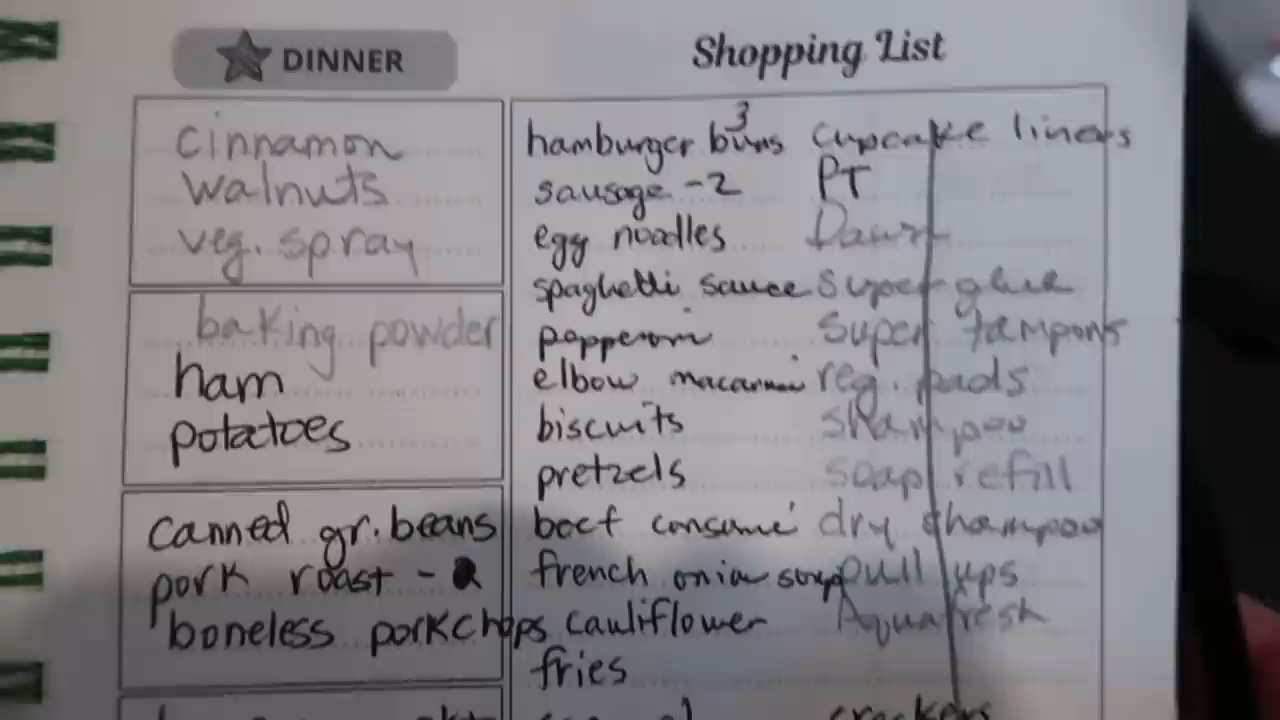 DINNER
Shopping List
cinnamon
walnuts
veg. spray
baking powder
ham
potatoes
canned gr. beans
pork roast -
boneless porkchops
3
hamburger buns
sausage -2
egg noodles
spaghetti sauce
pepperoni
elbow macaroni
biscuits
pretzels
beef consumé
french onion soup
cauliflower
fries
cupcake liners
PT
Dawn
Super glue
super tampons
reg. pads
shampoo
soap refill
dry shampoo
pull ups
Aquafresh
crackers